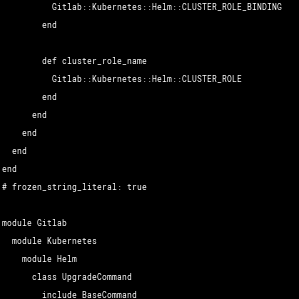 Gitlab::Kubernetes::Helm::CLUSTER_ROLE_BINDING
end
def cluster_role_name
Gitlab::Kubernetes::Helm::CLUSTER_ROLE
end
end
end
end
end
# frozen_string_literal: true
module Gitlab
module Kubernetes
module Helm
class UpgradeCommand
include BaseCommand